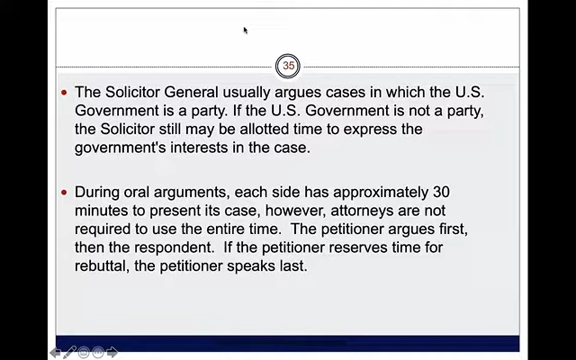 35
The Solicitor General usually argues cases in which the U.S.
Government is a party. If the U.S. Government is not a party,
the Solicitor still may be allotted time to express the
government's interests in the case.
During oral arguments, each side has approximately 30
minutes to present its case, however, attorneys are not
required to use the entire time. The petitioner argues first,
then the respondent. If the petitioner reserves time for
rebuttal, the petitioner speaks last.